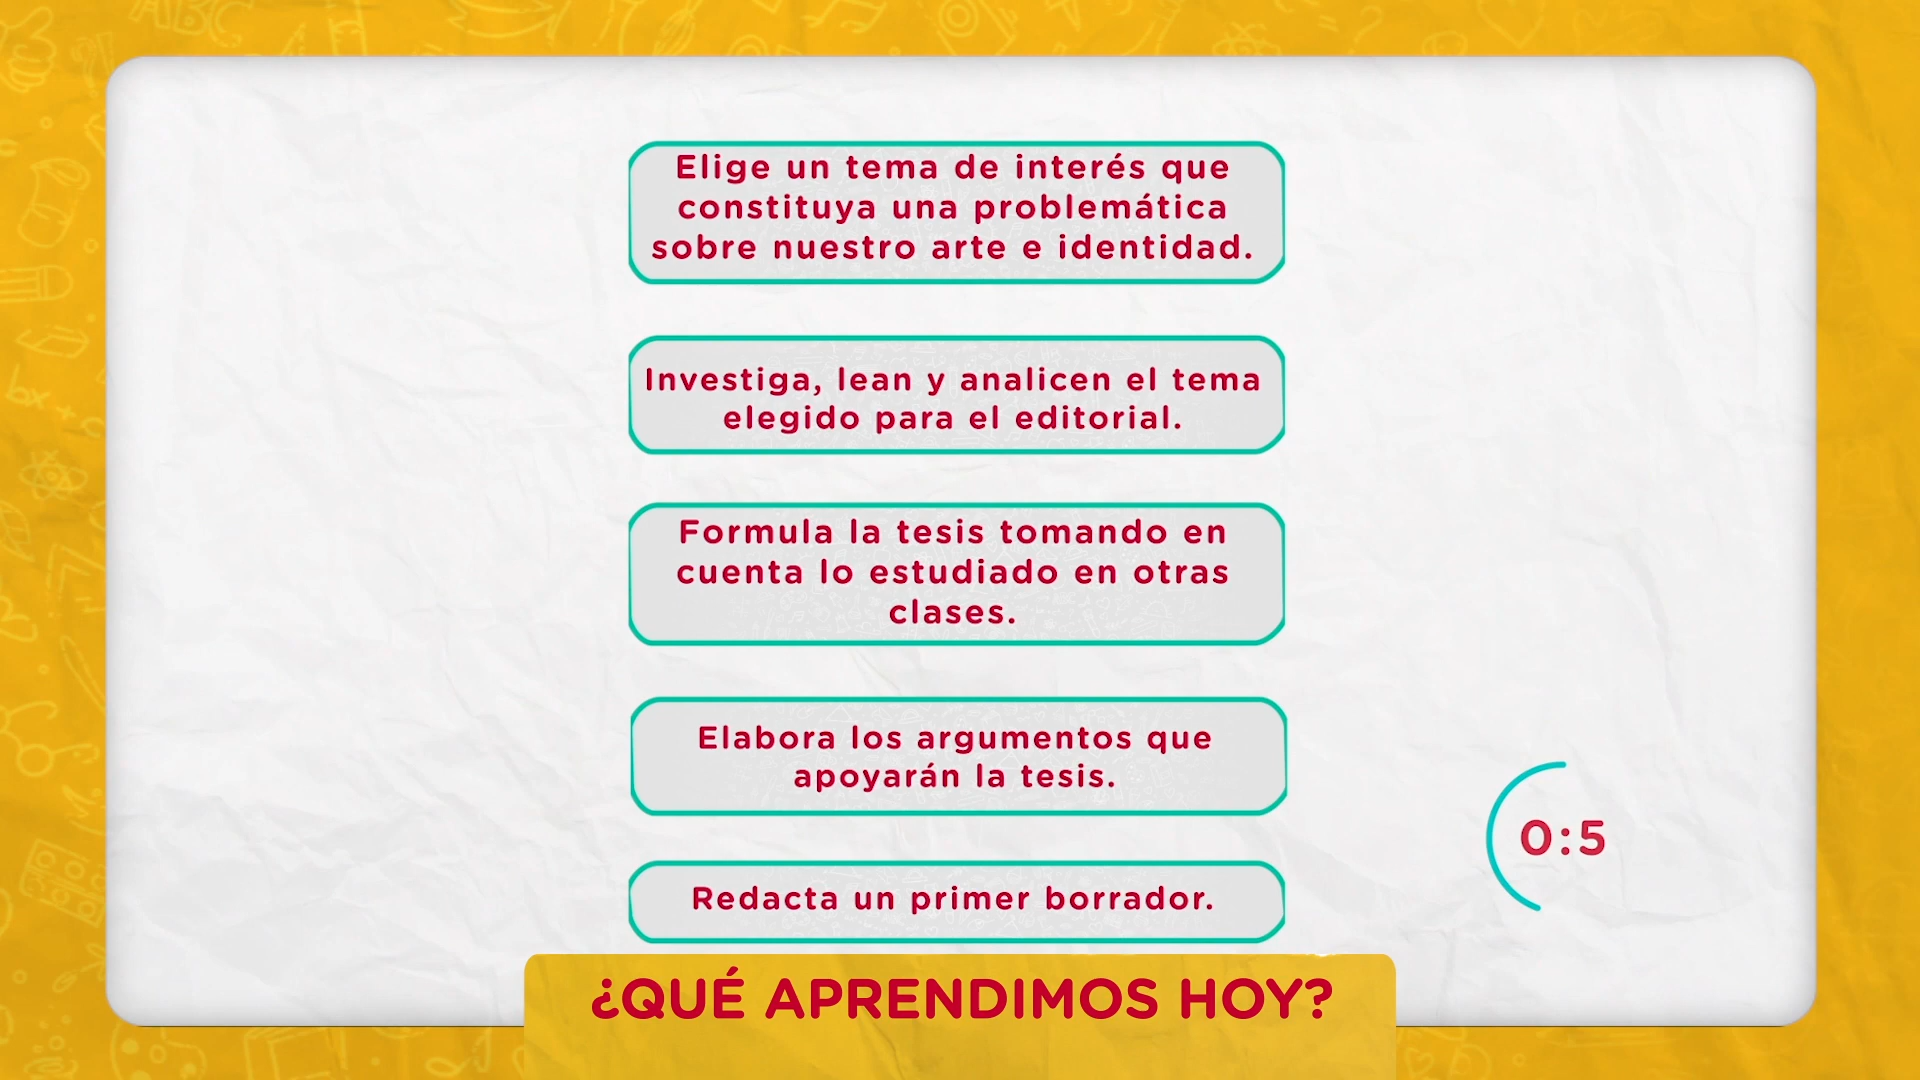 Elige un tema de interés que
constituya una problemática
sobre nuestro arte e identidad.
Investiga, lean y analicen el tema
elegido para el editorial.
Formula la tesis tomando en
cuenta lo estudiado en otras
clases.
Elabora los argumentos que
apoyarán la tesis.
Redacta un primer borrador.
0:5
¿QUÉ APRENDIMOS HOY?